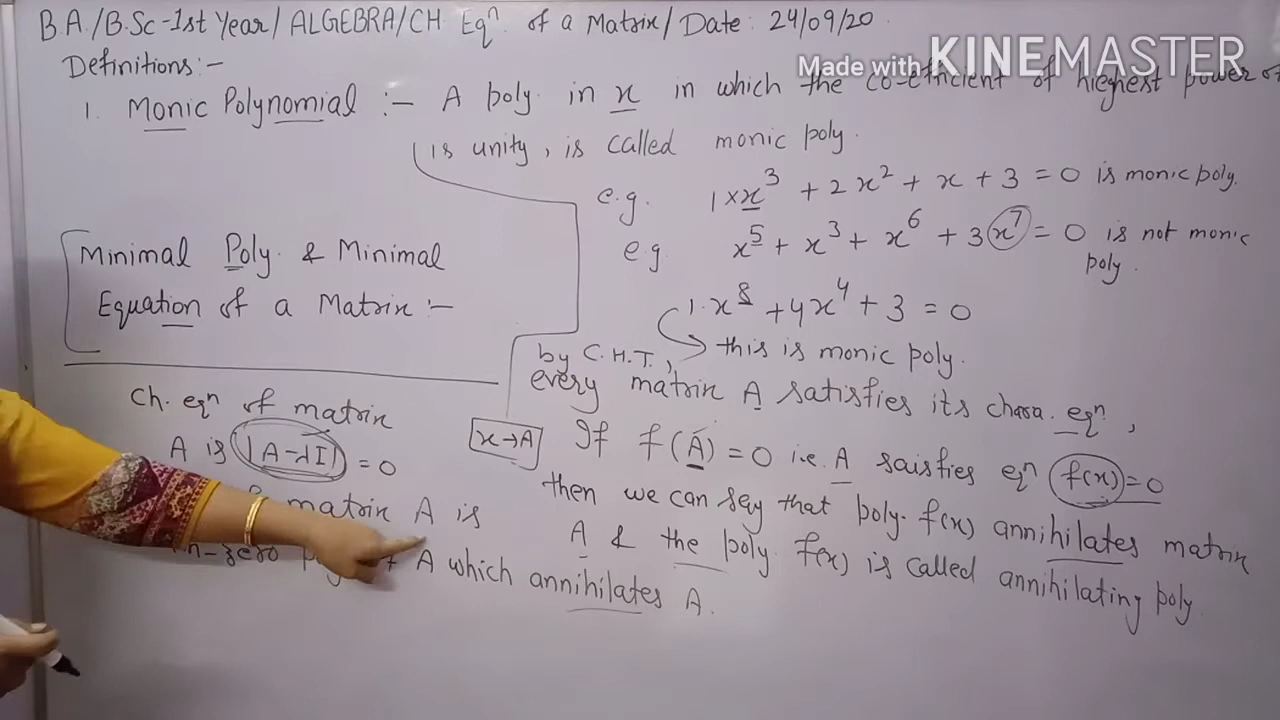 B.A./B.Sc-1st Year/ ALGEBRA/CH Eqⁿ. of a Matrix/ Date: 24/09/20
Made with KINEMASTER
Definitions:-
1. Monic Polynomial :- A poly. in x in which the co-efficient of highest power of
is unity, is called monic poly.
e.g. 1×x³ + 2x² + x + 3 = 0 is monic poly.
e.g x⁵ + x³ + x⁶ + 3x⁷ = 0 is not monic
poly.
1·x⁸ + 4x⁴ + 3 = 0
this is monic poly.
Minimal Poly. & Minimal
Equation of a Matrix :-
by C.H.T.,
every matrix A satisfies its chara. eqⁿ,
x→A If f(A) = 0 i.e. A saisfies eqⁿ f(x)=0
then we can say that poly. f(x) annihilates matrix
A & the poly f(x) is called annihilating poly.
Ch. eqⁿ of matrix
A is |A-λI| = 0
matrix A is
A which annihilates A.